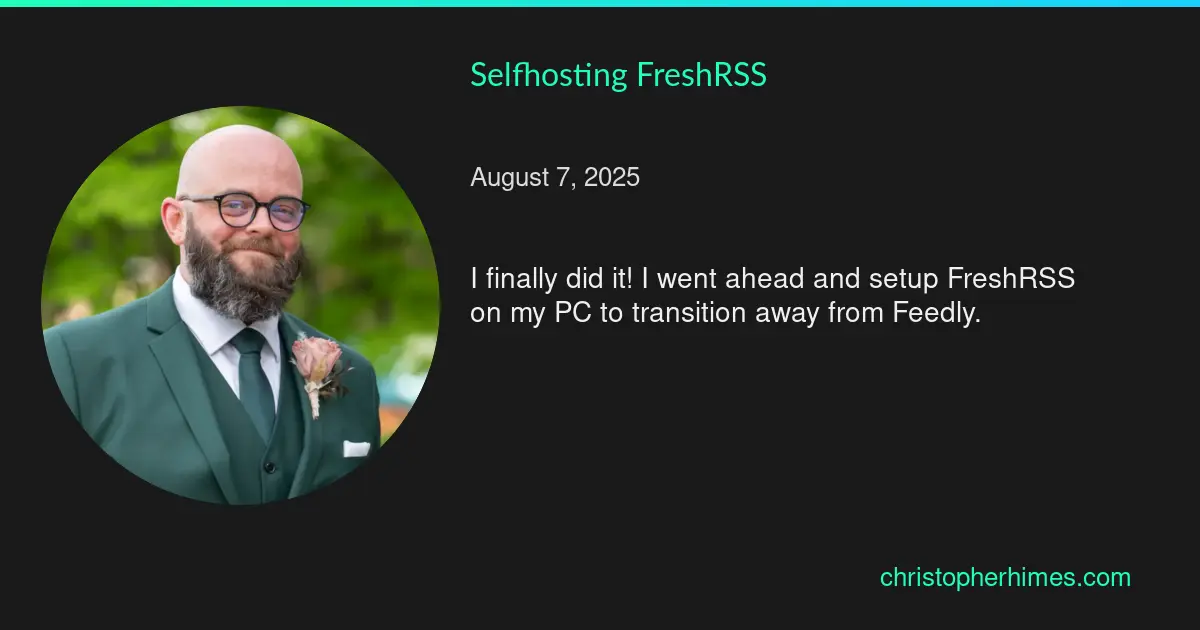 Selfhosting FreshRSS
August 7, 2025
I finally did it! I went ahead and setup FreshRSS
on my PC to transition away from Feedly.
christopherhimes.com